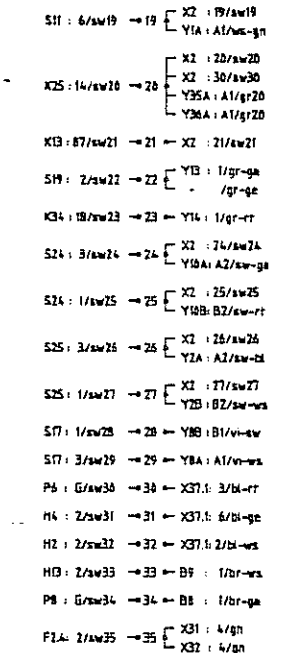 X2 : 19/sw19
S11 : 6/sw19 → 19
Y1A : A1/ws-gn
X2 : 20/sw20
X2 : 30/sw30
X25 : 14/sw20 → 20
Y35A : A1/gr20
Y36A : A1/gr20
K13 : 87/sw21 → 21 ← X2 : 21/sw21
Y13 : 1/gr-ge
S19 : 2/sw22 → 22
/gr-ge
K34 : 18/sw23 → 23 ← Y14 : 1/gr-rt
X2 : 24/sw24
S24 : 3/sw24 → 24
Y10A : A2/sw-ga
X2 : 25/sw25
S24 : 1/sw25 → 25
Y10B : B2/sw-rt
X2 : 26/sw26
S25 : 3/sw26 → 26
Y2A : A2/sw-bl
X2 : 27/sw27
S25 : 1/sw27 → 27
Y2B : B2/sw-ws
S17 : 1/sw28 → 28 ← Y8B : B1/vi-sw
S17 : 3/sw29 → 29 ← Y8A : A1/vi-ws
P6 : G/sw30 → 30 ← X37.1 : 3/bl-rt
H4 : 2/sw31 → 31 ← X37.1 : 6/bl-ge
H2 : 2/sw32 → 32 ← X37.1 : 2/bl-ws
H13 : 2/sw33 → 33 ← B9 : 1/br-ws
P8 : G/sw34 → 34 ← B8 : 1/br-ga
X31 : 4/gn
F2.4 : 2/sw35 → 35
X32 : 4/gn